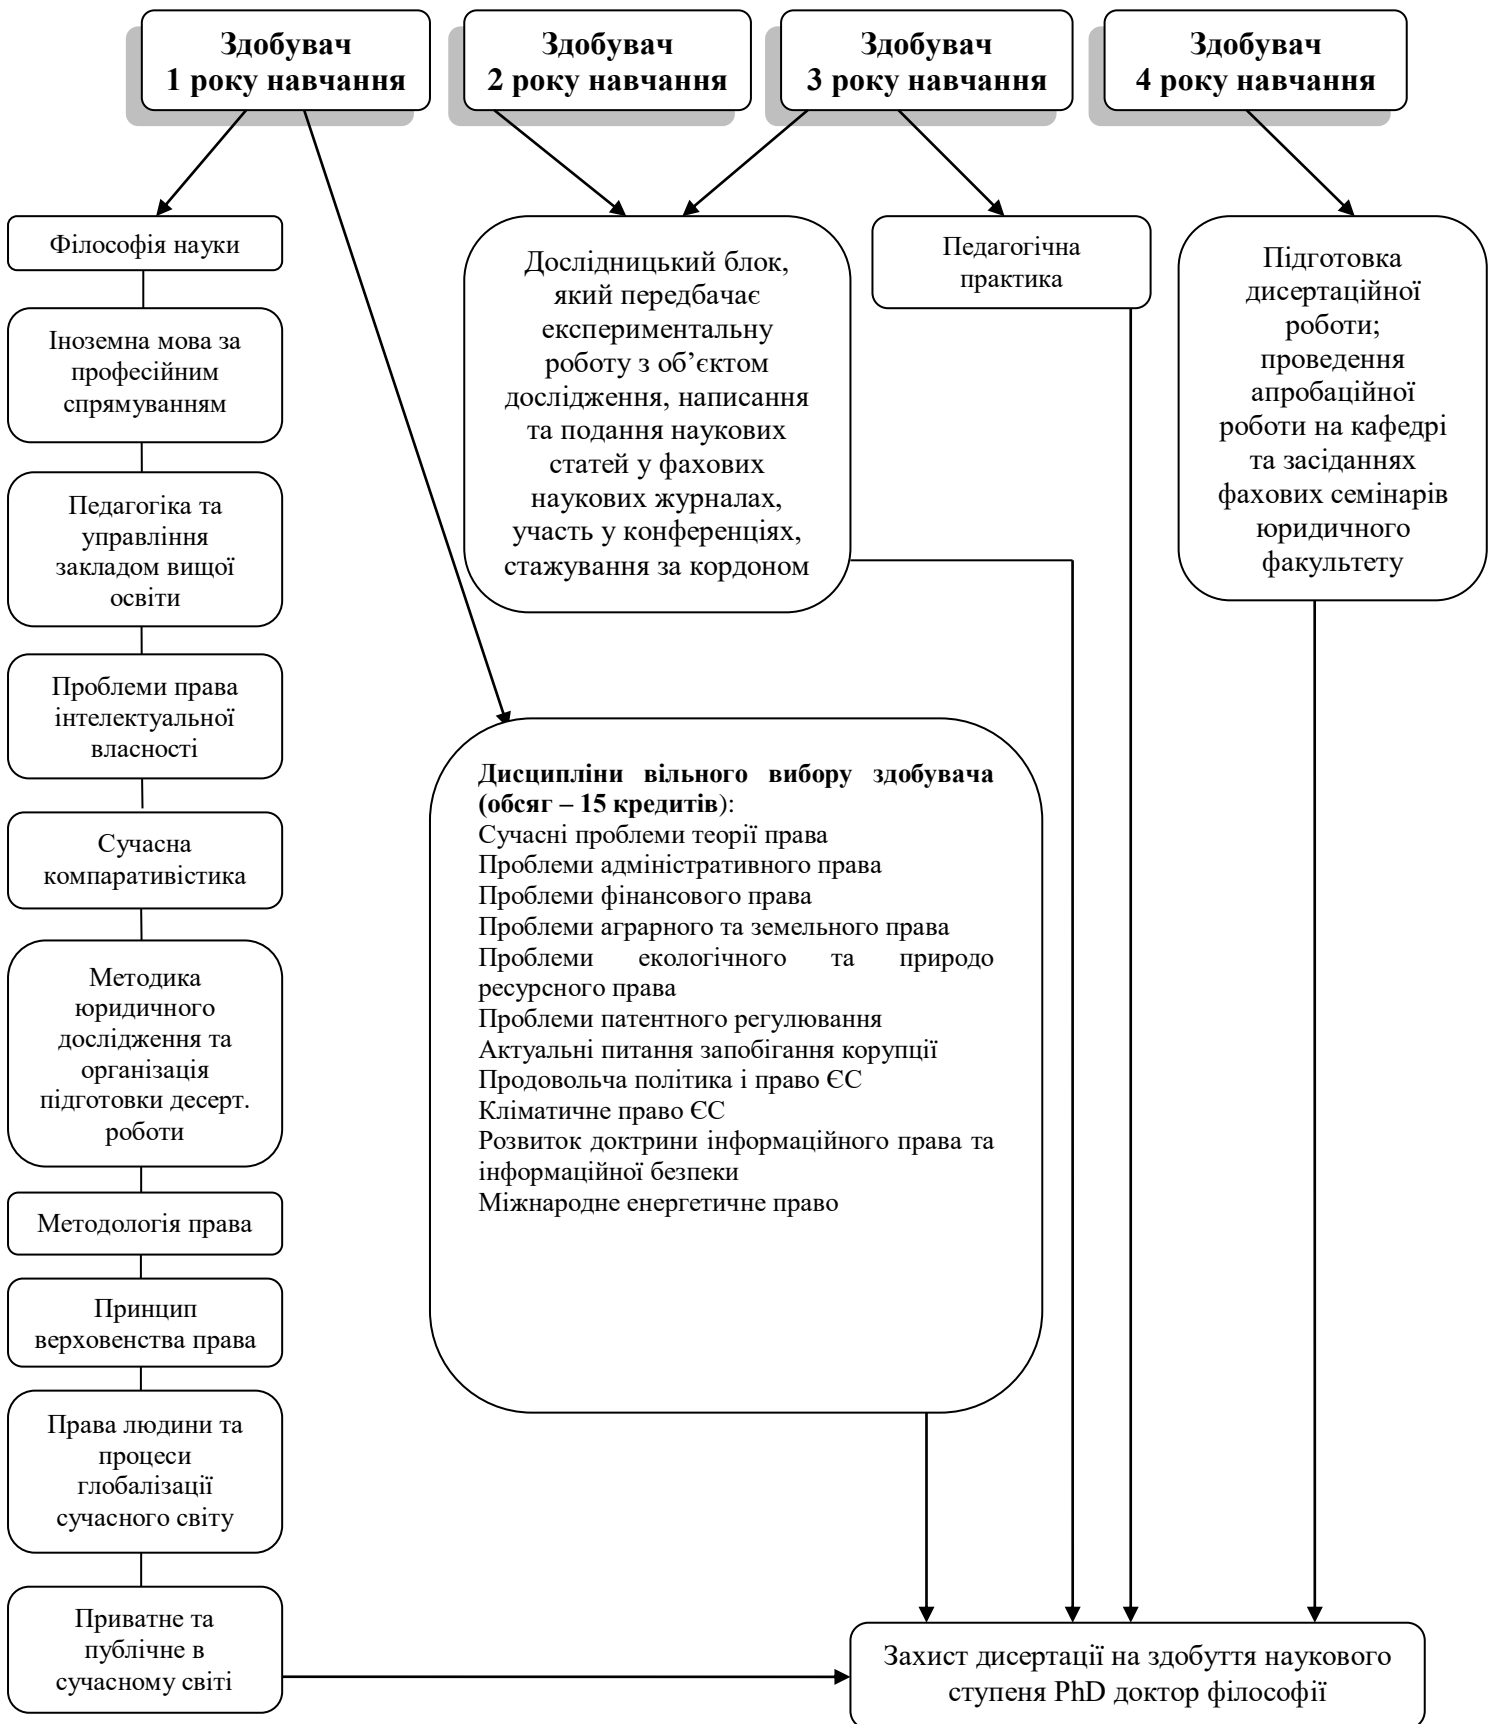 Здобувач
1 року навчання
Здобувач
2 року навчання
Здобувач
3 року навчання
Здобувач
4 року навчання
Філософія науки
Іноземна мова за
професійним
спрямуванням
Педагогіка та
управління
закладом вищої
освіти
Проблеми права
інтелектуальної
власності
Сучасна
компаративістика
Методика
юридичного
дослідження та
організація
підготовки десерт.
роботи
Методологія права
Принцип
верховенства права
Права людини та
процеси
глобалізації
сучасного світу
Приватне та
публічне в
сучасному світі
Дослідницький блок,
який передбачає
експериментальну
роботу з об’єктом
дослідження, написання
та подання наукових
статей у фахових
наукових журналах,
участь у конференціях,
стажування за кордоном
Педагогічна
практика
Підготовка
дисертаційної
роботи;
проведення
апробаційної
роботи на кафедрі
та засіданнях
фахових семінарів
юридичного
факультету
Дисципліни вільного вибору здобувача
(обсяг – 15 кредитів):
Сучасні проблеми теорії права
Проблеми адміністративного права
Проблеми фінансового права
Проблеми аграрного та земельного права
Проблеми екологічного та природо
ресурсного права
Проблеми патентного регулювання
Актуальні питання запобігання корупції
Продовольча політика і право ЄС
Кліматичне право ЄС
Розвиток доктрини інформаційного права та
інформаційної безпеки
Міжнародне енергетичне право
Захист дисертації на здобуття наукового
ступеня PhD доктор філософії